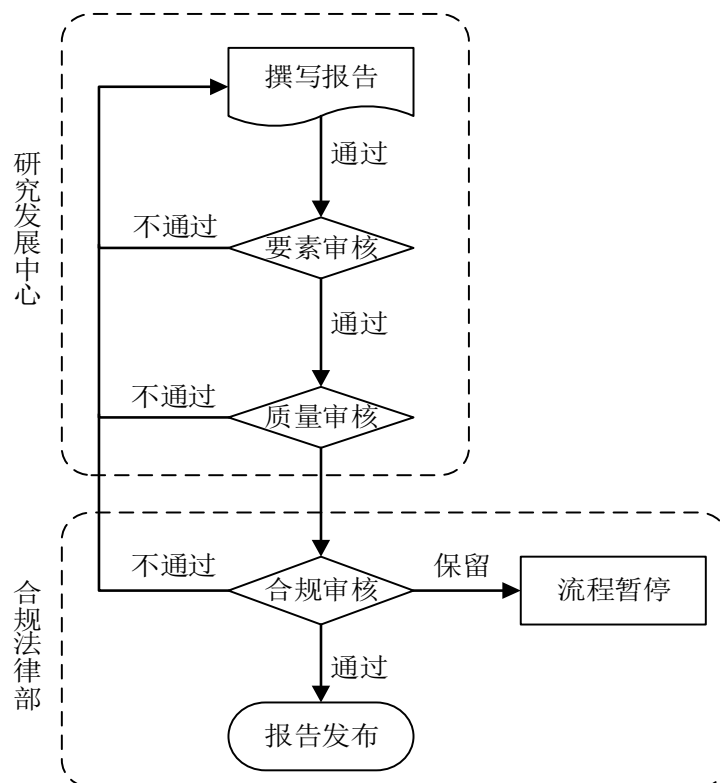 撰写报告
通过
研究发展中心
不通过
要素审核
通过
不通过
质量审核
不通过
合规审核
保留
流程暂停
合规法律部
通过
报告发布